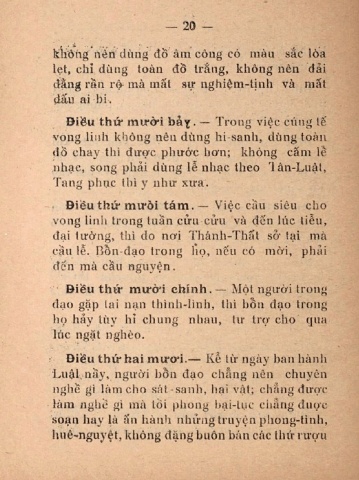 — 20 —
không nên dùng đồ âm công có màu sắc lòa
lẹt, chỉ dùng toàn đồ trắng, không nên đải
đằng rần rộ mà mất sự nghiêm-tịnh và mất
dấu ai bi.
Điều thứ mười bảy. — Trong việc cúng tế
vong linh không nên dùng hi-sanh, dùng toàn
đồ chay thì được phước hơn; không cấm lễ
nhạc, song phải dùng lễ nhạc theo Tân-Luật,
Tang phục thì y như xưa.
Điều thứ mười tám. — Việc cầu siêu cho
vong linh trong tuần cửu cửu và đến lúc tiểu,
đại tường, thì do nơi Thánh-Thất sở tại mà
cầu lễ. Bổn-đạo trong họ, nếu có mời, phải
đến mà cầu nguyện.
Điều thứ mười chính. — Một người trong
đạo gặp tai nạn thình-lình, thì bổn đạo trong
họ hầy tùy hỉ chung nhau, tư trợ cho qua
lúc ngặt nghèo.
Điều thứ hai mươi.— Kể từ ngày ban hành
Luật nầy, người bổn đạo chẳng nên chuyên
nghề gì làm cho sát-sanh, hai vật; chẳng được
làm nghề gì mà tồi phong bại-tục chẳng được
soạn hay là ấn hành những truyện phong-tình,
huê-nguyệt, không đặng buôn bán các thứ rượu